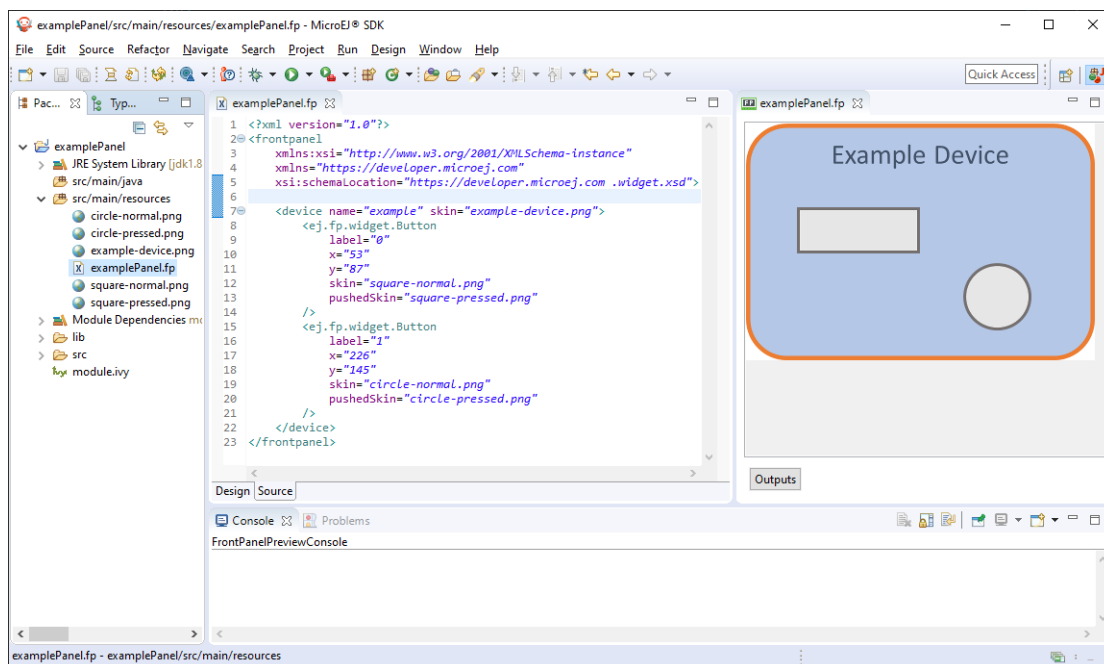 examplePanel/src/main/resources/examplePanel.fp - MicroEJ® SDK
File Edit Source Refactor Navigate Search Project Run Design Window Help
Quick Access
Pac...
Typ...
examplePanel
JRE System Library [jdk1.8
src/main/java
src/main/resources
circle-normal.png
circle-pressed.png
example-device.png
examplePanel.fp
square-normal.png
square-pressed.png
Module Dependencies mo
lib
src
module.ivy
examplePanel.fp
1 <?xml version="1.0"?>
2 <frontpanel
3 xmlns:xsi="http://www.w3.org/2001/XMLSchema-instance"
4 xmlns="https://developer.microej.com"
5 xsi:schemaLocation="https://developer.microej.com .widget.xsd">
6
7 <device name="example" skin="example-device.png">
8 <ej.fp.widget.Button
9 label="0"
10 x="53"
11 y="87"
12 skin="square-normal.png"
13 pushedSkin="square-pressed.png"
14 />
15 <ej.fp.widget.Button
16 label="1"
17 x="226"
18 y="145"
19 skin="circle-normal.png"
20 pushedSkin="circle-pressed.png"
21 />
22 </device>
23 </frontpanel>
Design Source
examplePanel.fp
Example Device
Outputs
Console Problems
FrontPanelPreviewConsole
examplePanel.fp - examplePanel/src/main/resources